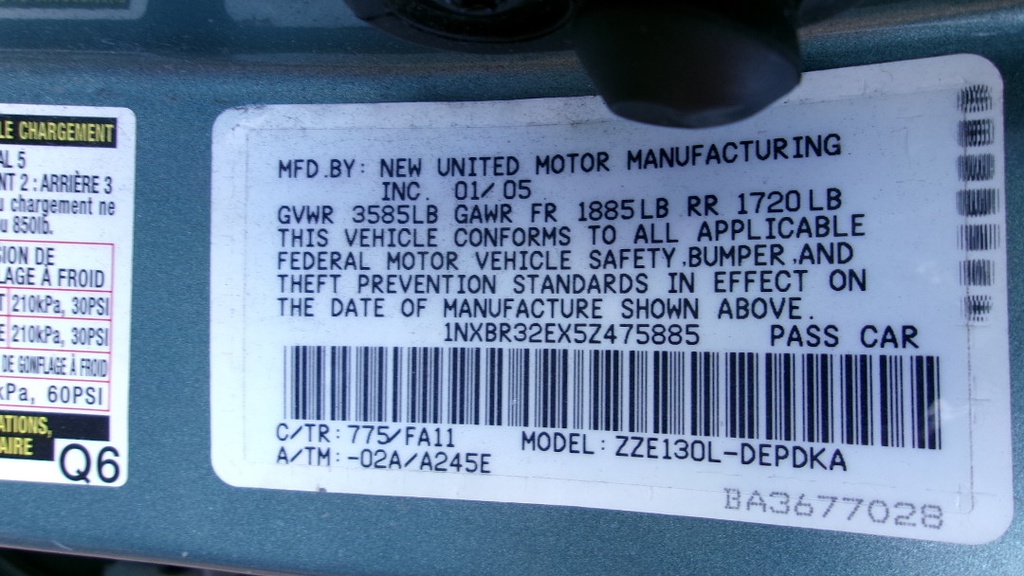 LE CHARGEMENT
AL 5
NT 2 : ARRIÈRE 3
u chargement ne
u 850lb.
SION DE
LAGE À FROID
210kPa, 30PSI
210kPa, 30PSI
DE GONFLAGE À FROID
kPa, 60PSI
ATIONS,
AIRE
Q6
MFD.BY: NEW UNITED MOTOR MANUFACTURING
INC. 01/05
GVWR 3585LB GAWR FR 1885LB RR 1720LB
THIS VEHICLE CONFORMS TO ALL APPLICABLE
FEDERAL MOTOR VEHICLE SAFETY.BUMPER.AND
THEFT PREVENTION STANDARDS IN EFFECT ON
THE DATE OF MANUFACTURE SHOWN ABOVE.
1NXBR32EX5Z475885 PASS CAR
C/TR: 775/FA11 MODEL: ZZE130L-DEPDKA
A/TM:-02A/A245E
BA3677028